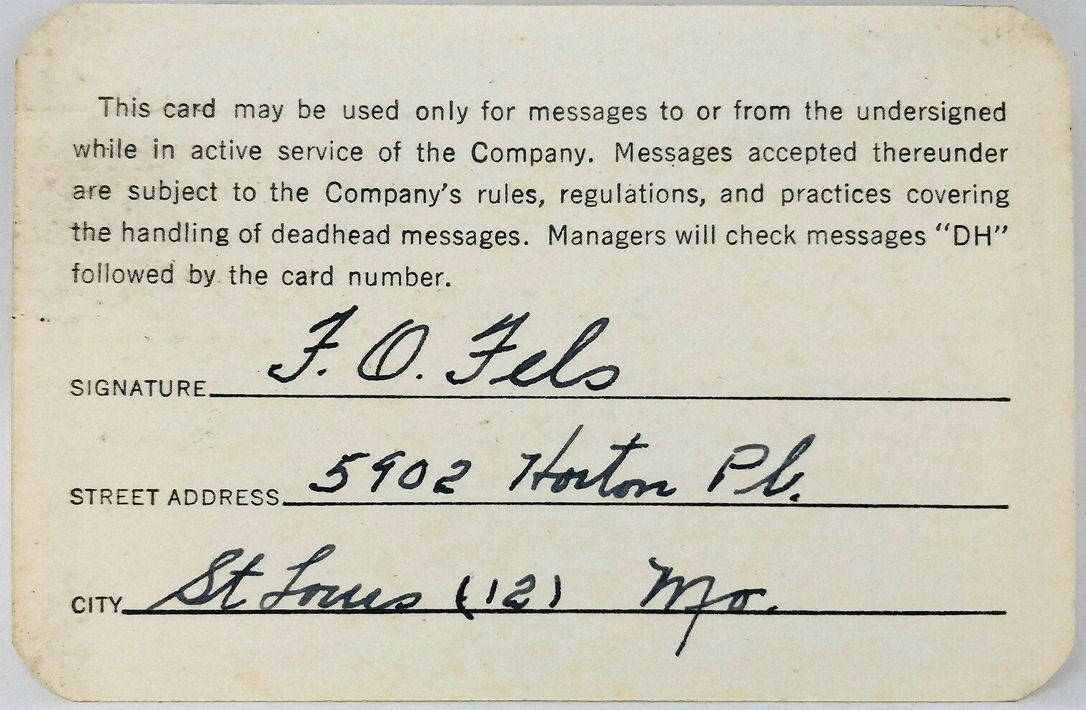 This card may be used only for messages to or from the undersigned
while in active service of the Company. Messages accepted thereunder
are subject to the Company's rules, regulations, and practices covering
the handling of deadhead messages. Managers will check messages “DH”
followed by the card number.
SIGNATURE F. O. Fels
STREET ADDRESS 5902 Horton Pl.
CITY St Louis (12) Mo.